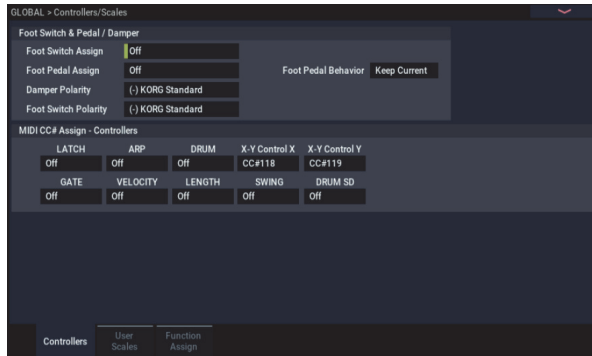 GLOBAL > Controllers/Scales
Foot Switch & Pedal / Damper
Foot Switch Assign Off
Foot Pedal Assign Off Foot Pedal Behavior Keep Current
Damper Polarity (-) KORG Standard
Foot Switch Polarity (-) KORG Standard
MIDI CC# Assign - Controllers
LATCH ARP DRUM X-Y Control X X-Y Control Y
Off Off Off CC#118 CC#119
GATE VELOCITY LENGTH SWING DRUM SD
Off Off Off Off Off
Controllers User Scales Function Assign